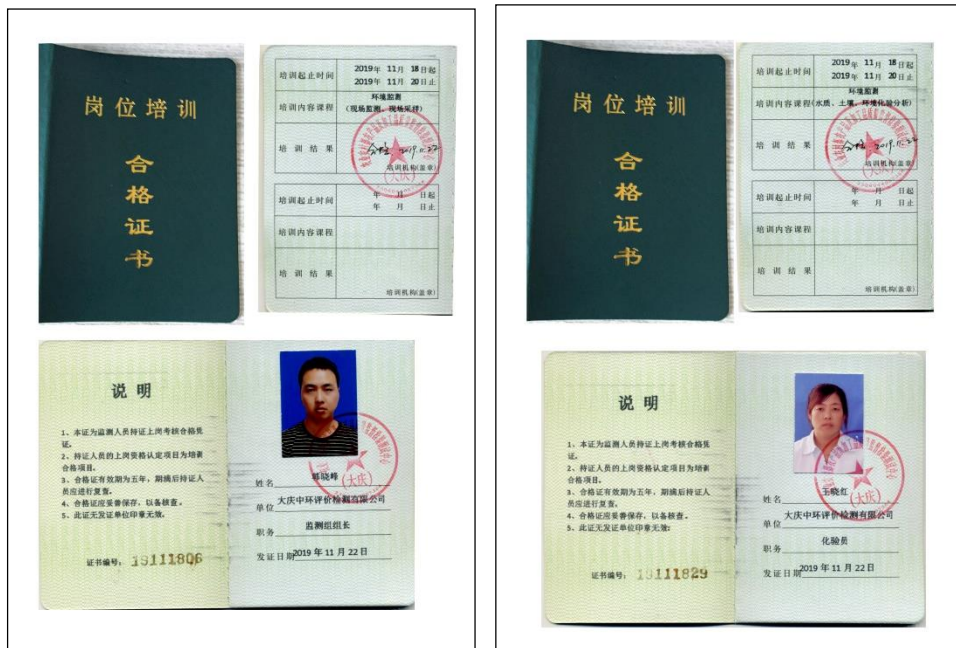 岗位培训
合格证书
培训起止时间
2019年 11月 18日起
2019年 11月 20日止
培训内容课程
环境监测
(现场监测、现场采样)
培训结果
合格 2019.11.22
培训机构(盖章)
(大庆)
培训起止时间
年 月 日起
年 月 日止
培训内容课程
培训结果
培训机构(盖章)
说明
1、本证为监测人员持证上岗考核合格凭
证。
2、持证人员的上岗资格认定项目为培训
合格项目。
3、合格证有效期为五年，期满后持证人
员应进行复查。
4、合格证应妥善保存，以备核查。
5、此证无发证单位印章无效。
证书编号：19111806
姓名 郭晓峰
单位 大庆中环评价检测有限公司
职务 监测组组长
发证日期 2019年11月22日
岗位培训
合格证书
培训起止时间
2019年 11月 18日起
2019年 11月 20日止
培训内容课程
环境监测
(水质、土壤、环境化验分析)
培训结果
合格 2019.11.22
培训机构(盖章)
(大庆)
培训起止时间
年 月 日起
年 月 日止
培训内容课程
培训结果
培训机构(盖章)
说明
1、本证为监测人员持证上岗考核合格凭
证。
2、持证人员的上岗资格认定项目为培训
合格项目。
3、合格证有效期为五年，期满后持证人
员应进行复查。
4、合格证应妥善保存，以备核查。
5、此证无发证单位印章无效。
证书编号：19111829
(大庆)
姓名 王晓红
单位 大庆中环评价检测有限公司
职务 化验员
发证日期 2019年11月22日